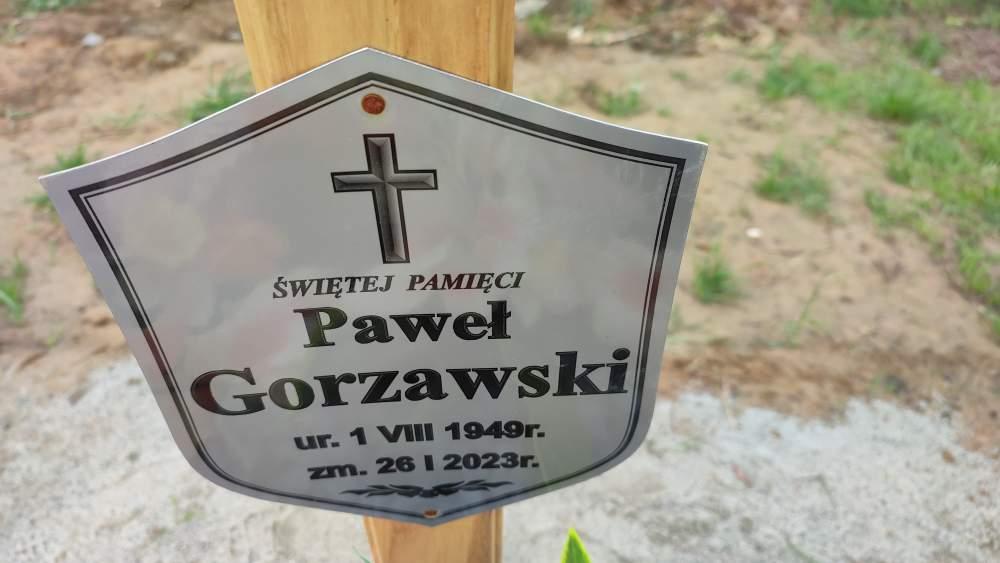 ŚWIĘTEJ PAMIĘCI
Paweł
Gorzawski
ur. 1 VIII 1949r.
zm. 26 I 2023r.